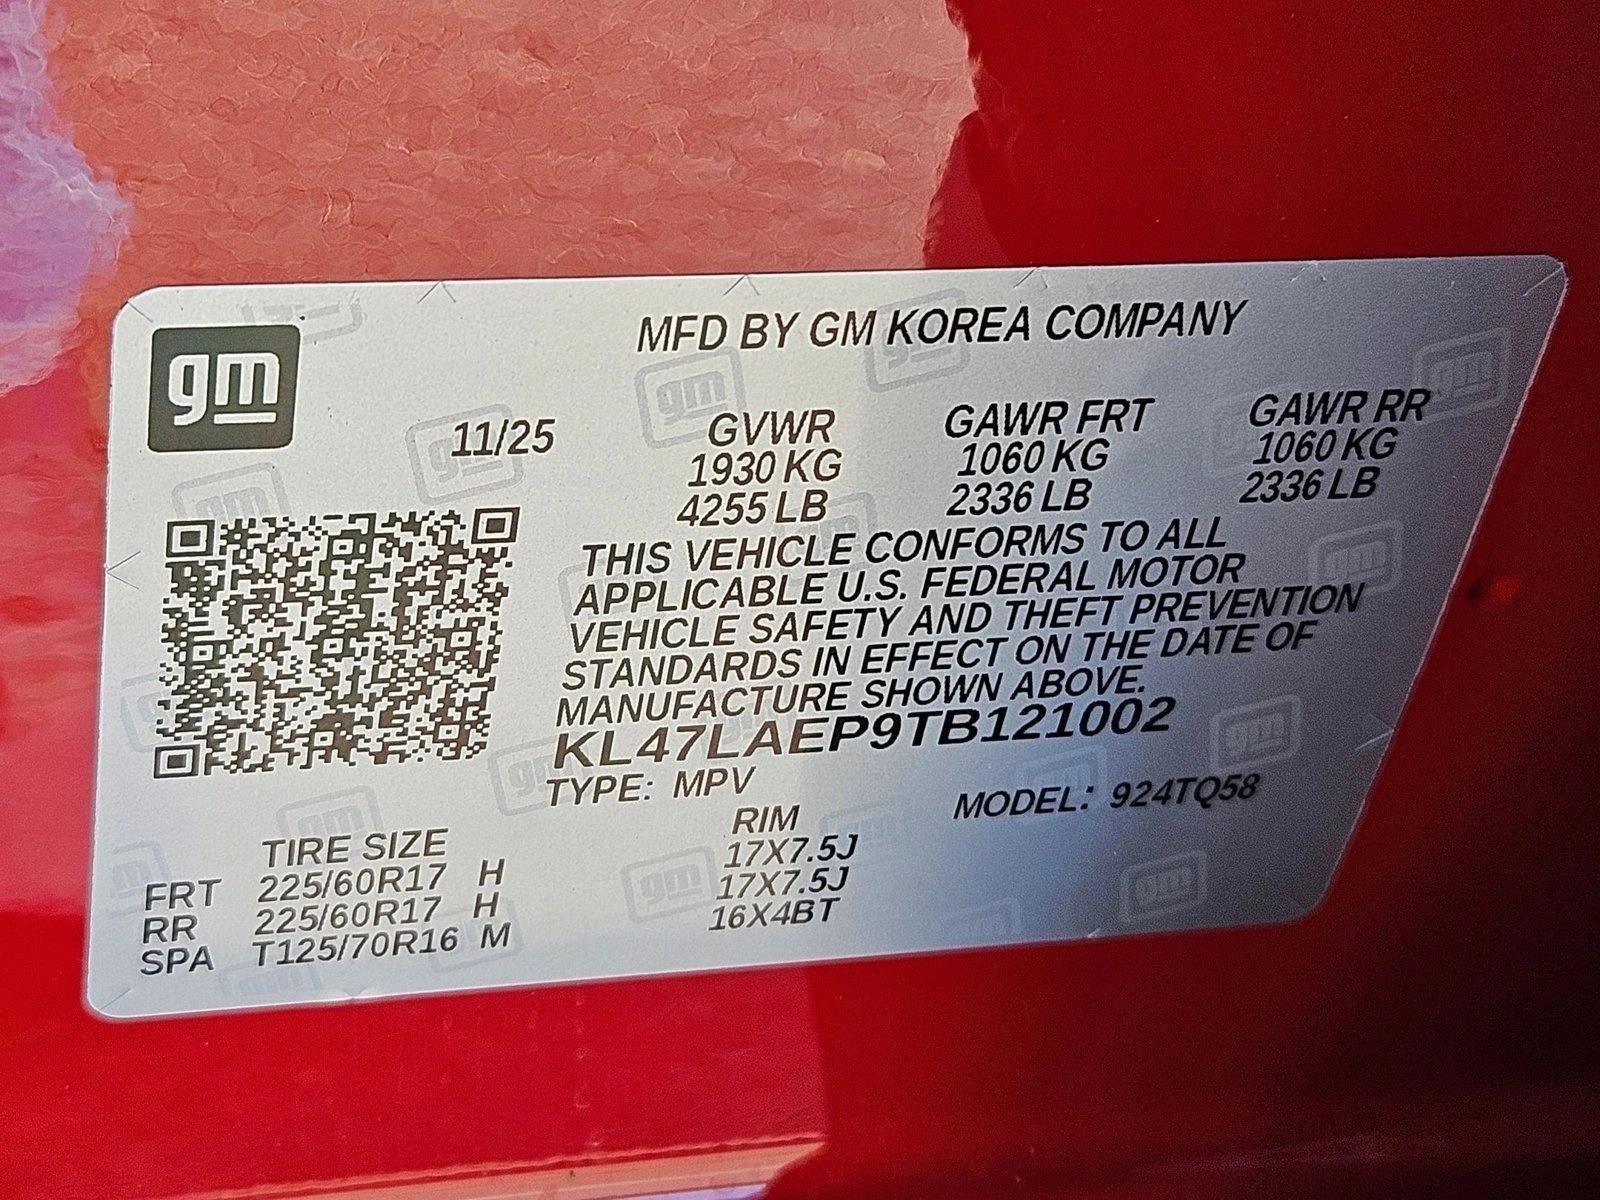 gm
MFD BY GM KOREA COMPANY
11/25 GVWR GAWR FRT GAWR RR
1930 KG 1060 KG 1060 KG
4255 LB 2336 LB 2336 LB
THIS VEHICLE CONFORMS TO ALL
APPLICABLE U.S. FEDERAL MOTOR
VEHICLE SAFETY AND THEFT PREVENTION
STANDARDS IN EFFECT ON THE DATE OF
MANUFACTURE SHOWN ABOVE.
KL47LAEP9TB121002
TYPE: MPV MODEL: 924TQ58
TIRE SIZE RIM
FRT 225/60R17 H 17X7.5J
RR 225/60R17 H 17X7.5J
SPA T125/70R16 M 16X4BT